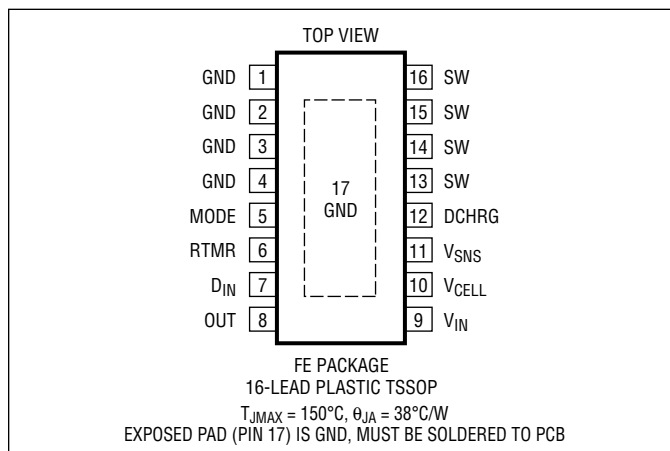 TOP VIEW
GND 1 16 SW
GND 2 15 SW
GND 3 14 SW
GND 4 13 SW
17
GND
MODE 5 12 DCHRG
RTMR 6 11 VSNS
DIN 7 10 VCELL
OUT 8 9 VIN
FE PACKAGE
16-LEAD PLASTIC TSSOP
TJMAX = 150°C, θJA = 38°C/W
EXPOSED PAD (PIN 17) IS GND, MUST BE SOLDERED TO PCB